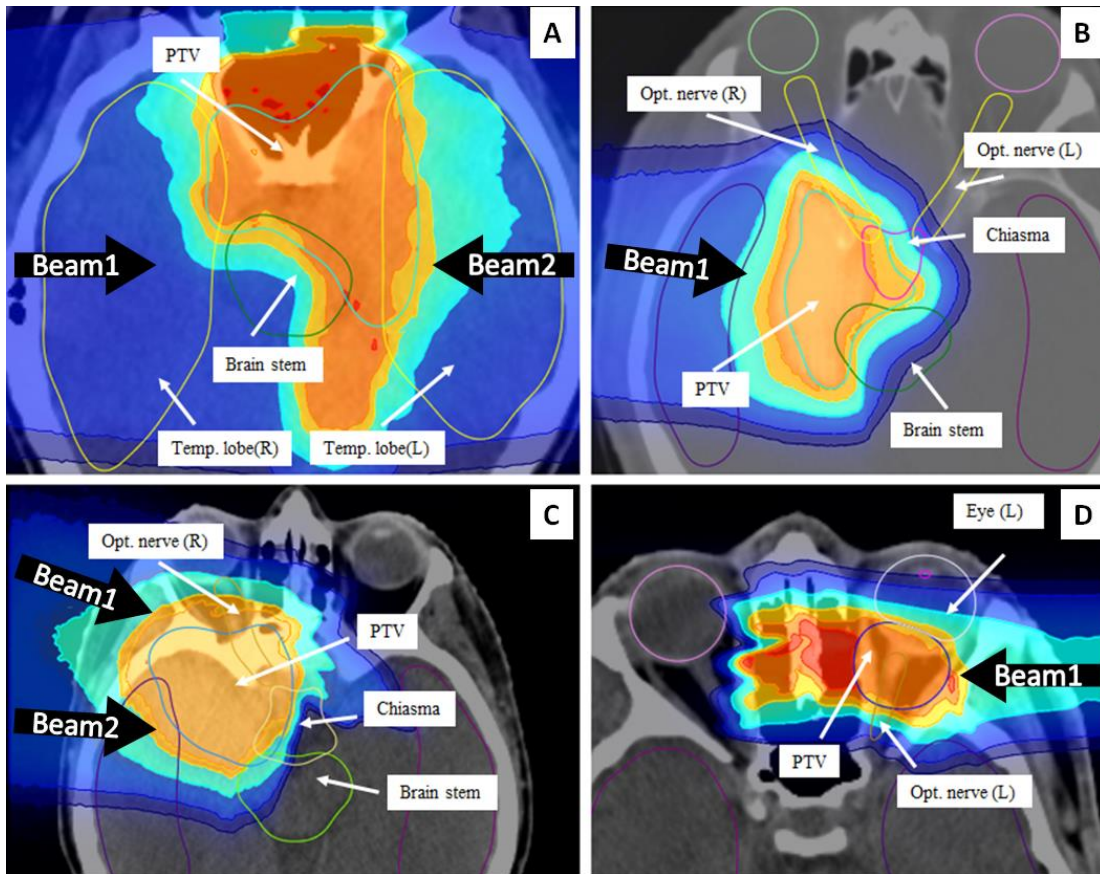 A
PTV
Beam1
Beam2
Brain stem
Temp. lobe(R)
Temp. lobe(L)
B
Opt. nerve (R)
Opt. nerve (L)
Chiasma
Beam1
PTV
Brain stem
C
Opt. nerve (R)
Beam1
PTV
Beam2
Chiasma
Brain stem
D
Eye (L)
Beam1
PTV
Opt. nerve (L)